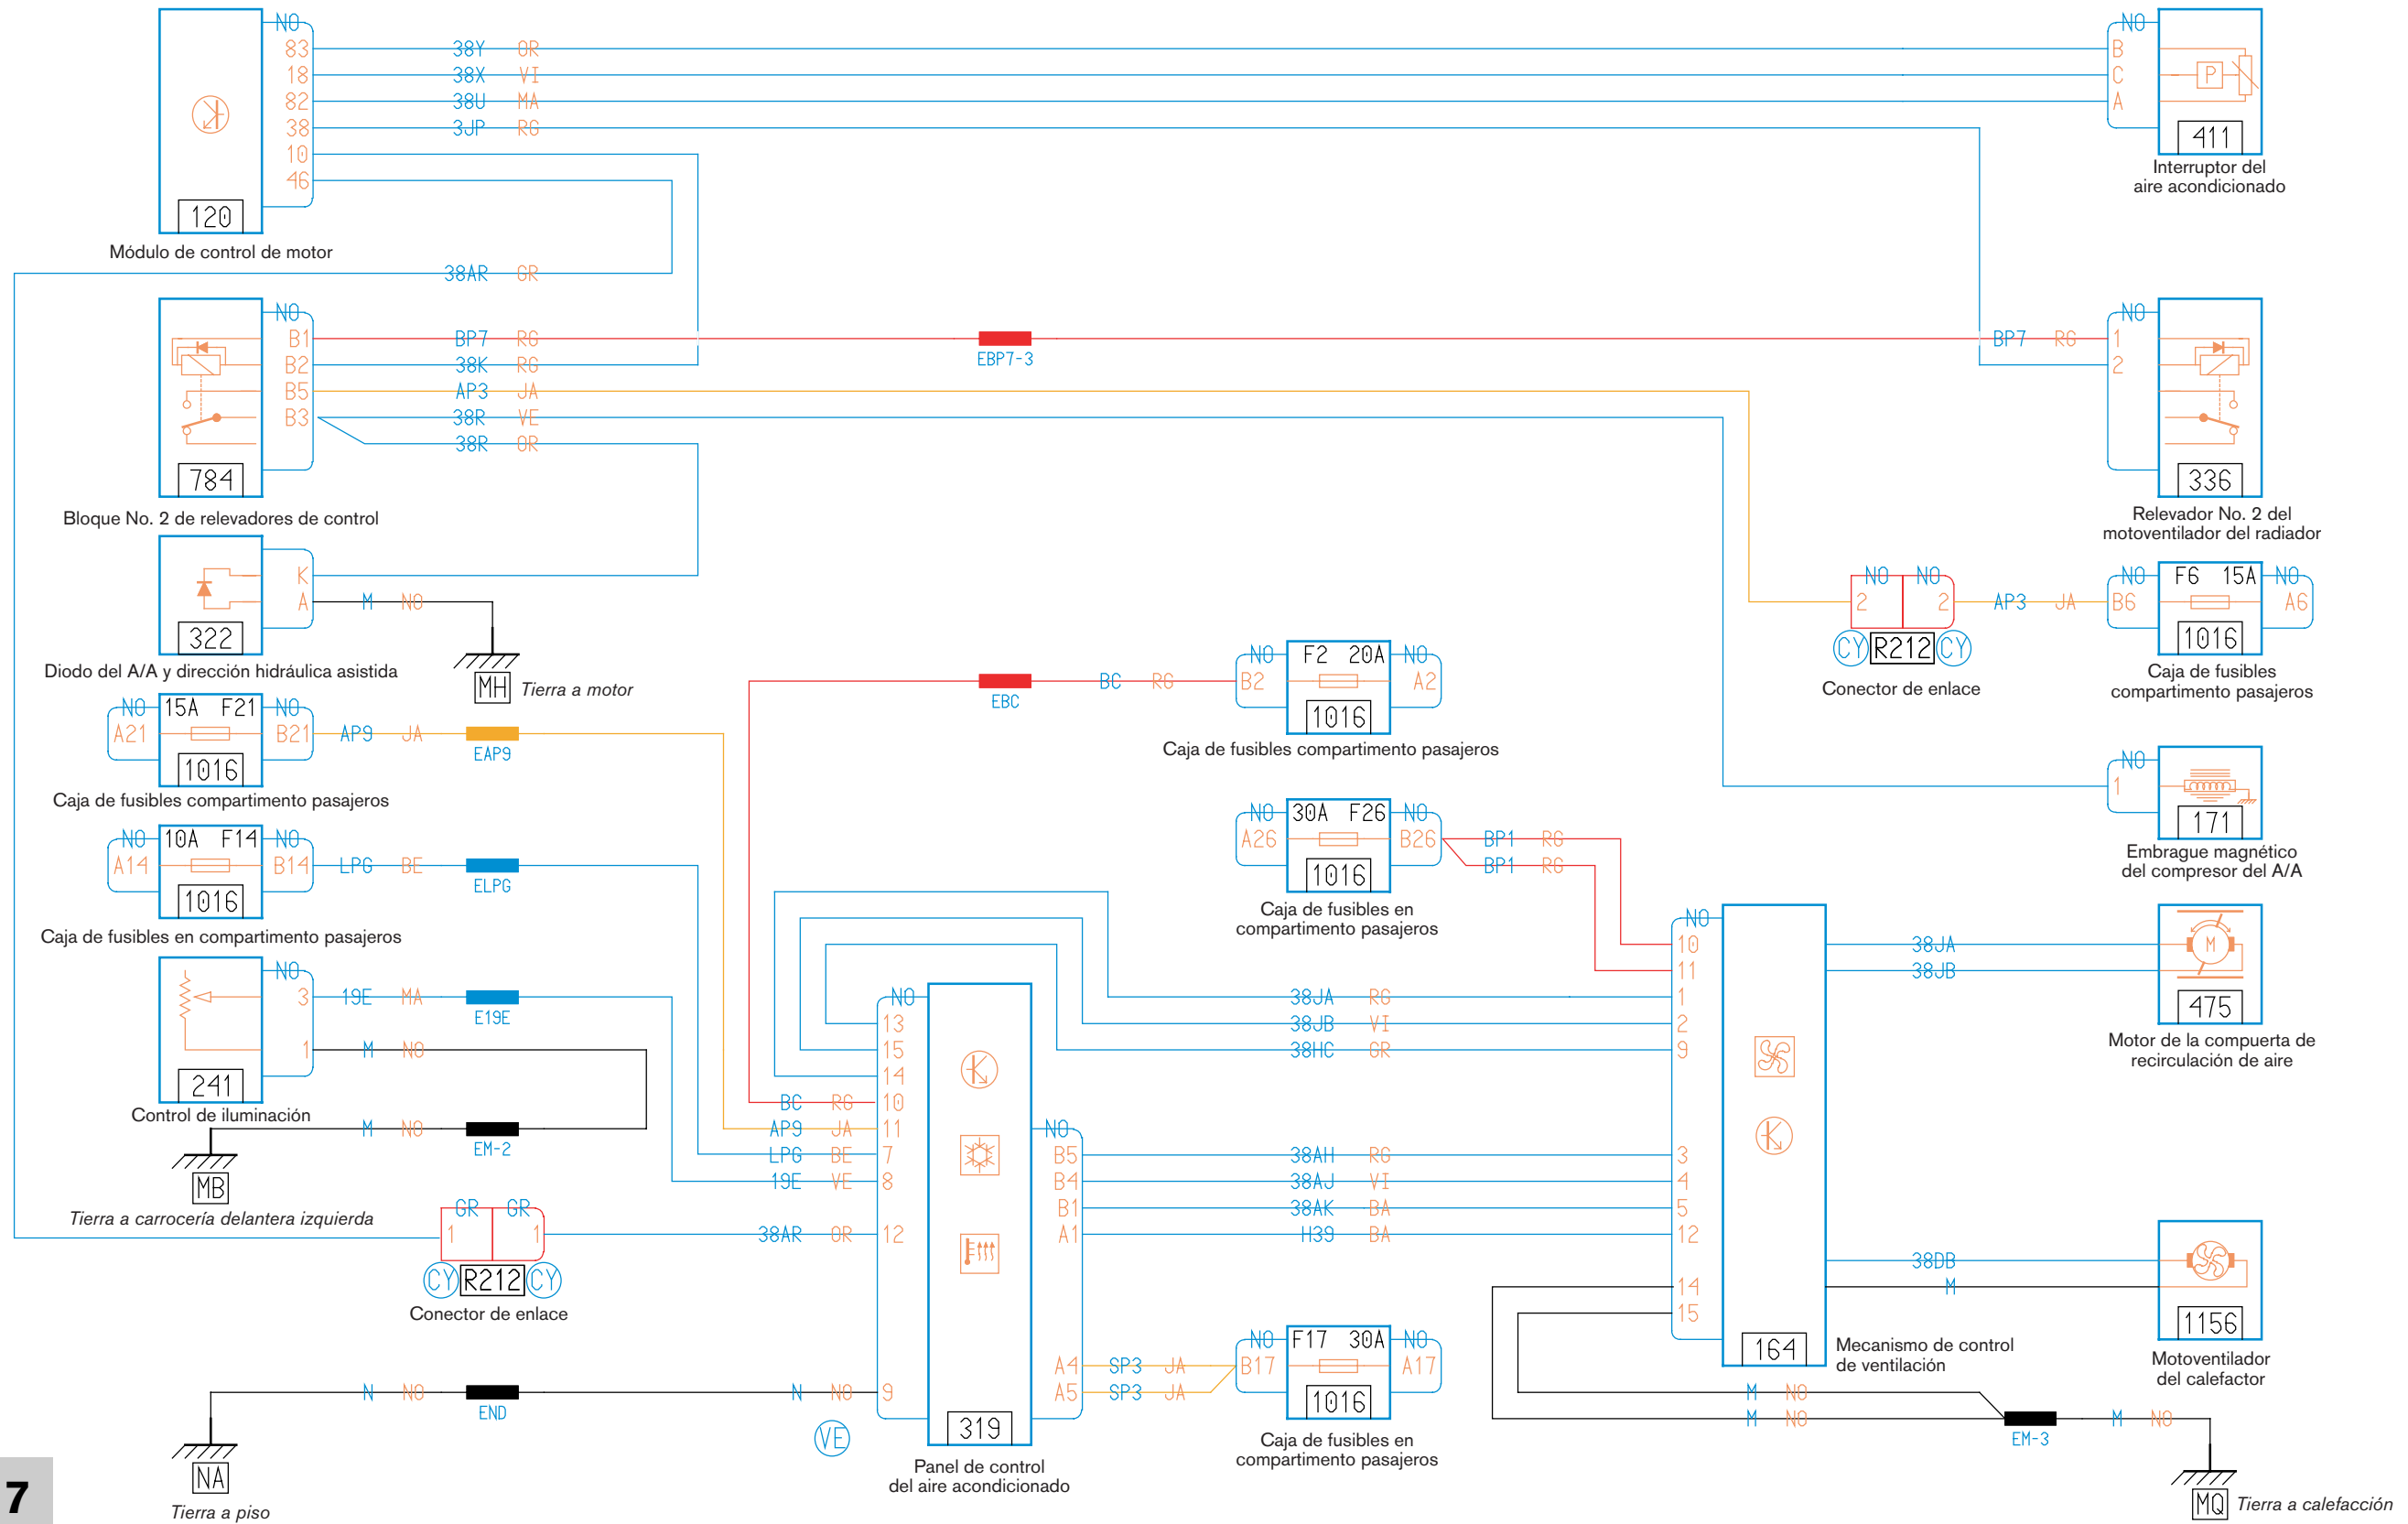 NO
83 38Y OR
18 38X VI
82 38U MA
38 3JP RG
10
46
120
Módulo de control de motor
NO
B
C
A
P
411
Interruptor del
aire acondicionado
38AR GR
NO
B1 BP7 RG
EBP7-3
B2 38K RG
B5 AP3 JA
B3 38R VE
38R OR
784
Bloque No. 2 de relevadores de control
NO
BP7 RG 1
2
336
Relevador No. 2 del
motoventilador del radiador
K
A M NO
322
Diodo del A/A y dirección hidráulica asistida
MH Tierra a motor
NO NO
2 2
CY R212 CY
Conector de enlace
AP3 JA
NO F6 15A NO
B6 A6
1016
Caja de fusibles
compartimento pasajeros
EBC
BC RG
NO F2 20A NO
B2 A2
1016
Caja de fusibles compartimento pasajeros
NO 15A F21 NO
A21 B21 AP9 JA
EAP9
1016
Caja de fusibles compartimento pasajeros
NO
1
171
Embrague magnético
del compresor del A/A
NO 10A F14 NO
A14 B14 LPG BE
ELPG
1016
Caja de fusibles en compartimento pasajeros
NO 30A F26 NO
A26 B26 BP1 RG
BP1 RG
1016
Caja de fusibles en
compartimento pasajeros
NO
3 19E MA
E19E
1 M NO
241
Control de iluminación
M NO
EM-2
MB
Tierra a carrocería delantera izquierda
GR GR
1 1
CY R212 CY
Conector de enlace
NO
13
15
14
BC RG 10
AP9 JA 11
LPG BE 7
19E VE 8
38AR OR 12
N NO
END
N NO 9
VE
NA
Tierra a piso
319
Panel de control
del aire acondicionado
NO
B5 38AH RG 3
B4 38AJ VI 4
B1 38AK BA 5
A1 H39 BA 12
A4 SP3 JA
A5 SP3 JA
NO F17 30A NO
B17 A17
1016
Caja de fusibles en
compartimento pasajeros
NO
10
11
38JA RG 1
38JB VI 2
38HC GR 9
14
15
164
Mecanismo de control
de ventilación
38JA
38JB
M
475
Motor de la compuerta de
recirculación de aire
38DB
M
1156
Motoventilador
del calefactor
M NO
M NO
EM-3
M NO
MQ Tierra a calefacción
7